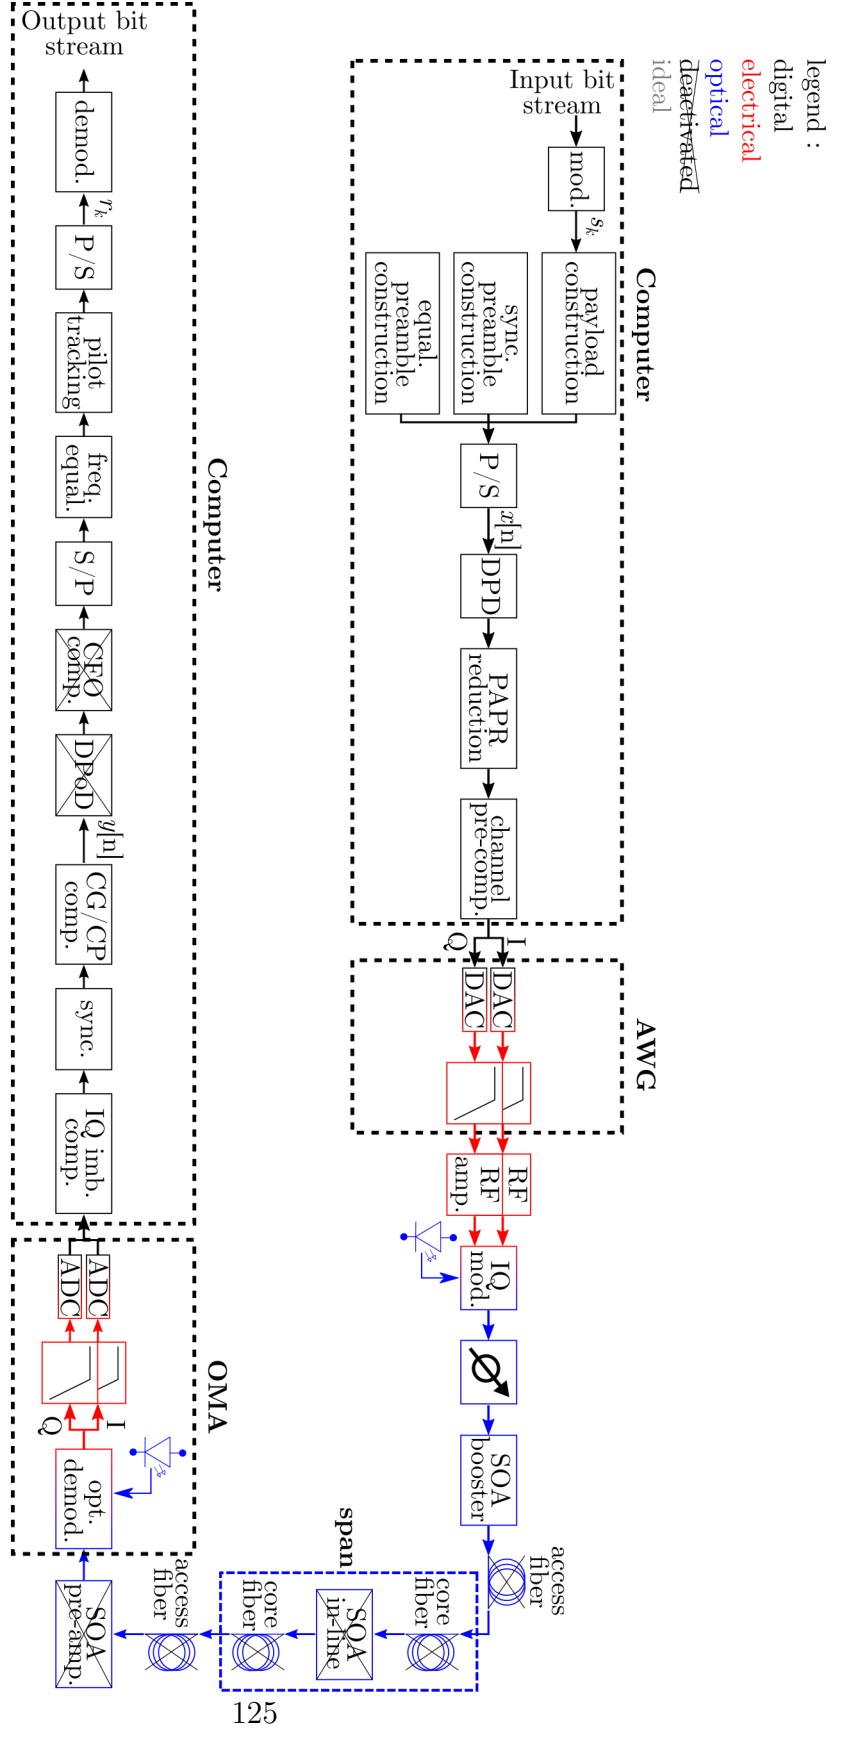 legend :
digital
electrical
optical
deactivated
ideal
Computer
Input bit
stream
mod.
s_k
payload
construction
sync.
preamble
construction
equal.
preamble
construction
P/S
x[n]
DPD
PAPR
reduction
channel
pre-comp.
I
Q
AWG
DAC
DAC
RF
RF
amp.
IQ
mod.
SOA
booster
access
fiber
span
core
fiber
SOA
in-line
core
fiber
access
fiber
SOA
pre-amp.
OMA
opt.
demod.
I
Q
ADC
ADC
Computer
IQ imb.
comp.
sync.
CG/CP
comp.
y[n]
DPoD
CFO
comp.
S/P
freq.
equal.
pilot
tracking
P/S
r_k
demod.
Output bit
stream
125